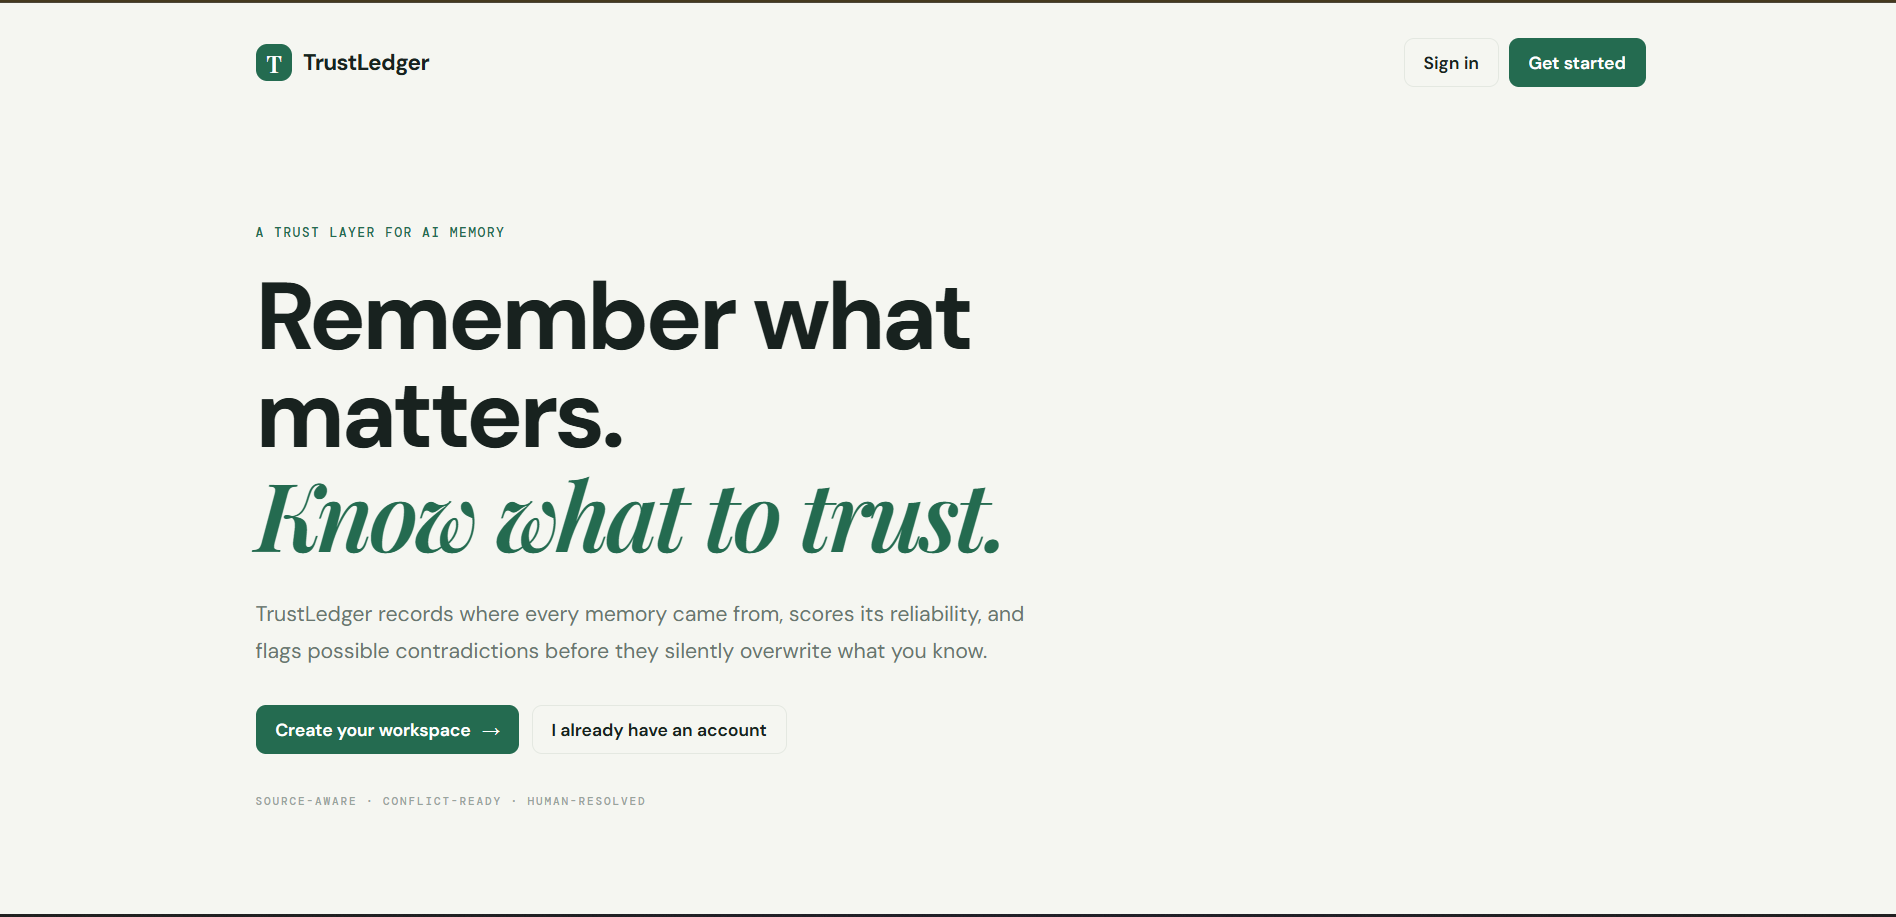 T TrustLedger
Sign in
Get started
A TRUST LAYER FOR AI MEMORY
Remember what
matters.
Know what to trust.
TrustLedger records where every memory came from, scores its reliability, and
flags possible contradictions before they silently overwrite what you know.
Create your workspace →
I already have an account
SOURCE-AWARE · CONFLICT-READY · HUMAN-RESOLVED